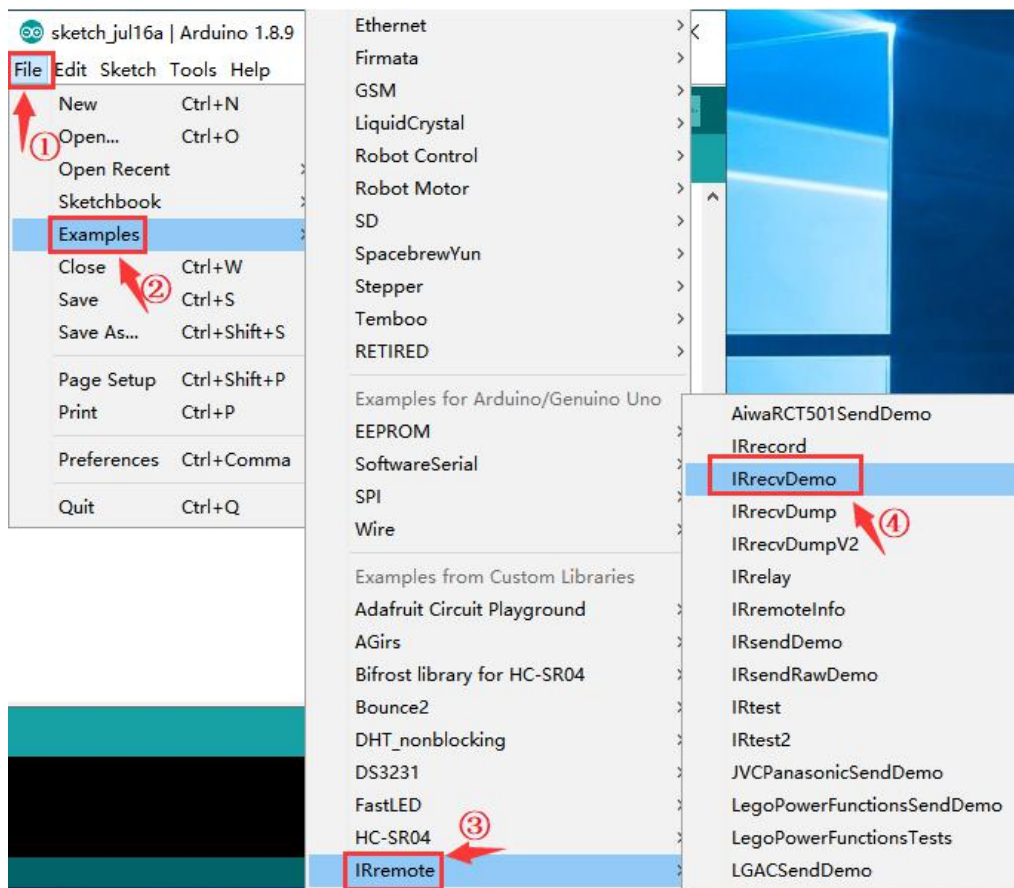 sketch_jul16a | Arduino 1.8.9
File Edit Sketch Tools Help
①
New Ctrl+N
Open... Ctrl+O
Open Recent >
Sketchbook >
Examples >
②
Close Ctrl+W
Save Ctrl+S
Save As... Ctrl+Shift+S
Page Setup Ctrl+Shift+P
Print Ctrl+P
Preferences Ctrl+Comma
Quit Ctrl+Q
Ethernet >
Firmata >
GSM >
LiquidCrystal >
Robot Control >
Robot Motor >
SD >
SpacebrewYun >
Stepper >
Temboo >
RETIRED >
Examples for Arduino/Genuino Uno
EEPROM >
SoftwareSerial >
SPI >
Wire >
Examples from Custom Libraries
Adafruit Circuit Playground >
AGirs >
Bifrost library for HC-SR04 >
Bounce2 >
DHT_nonblocking >
DS3231 >
FastLED >
HC-SR04 >
③
IRremote >
AiwaRCT501SendDemo
IRrecord
IRrecvDemo
④
IRrecvDump
IRrecvDumpV2
IRrelay
IRremoteInfo
IRsendDemo
IRsendRawDemo
IRtest
IRtest2
JVCPanasonicSendDemo
LegoPowerFunctionsSendDemo
LegoPowerFunctionsTests
LGACSendDemo